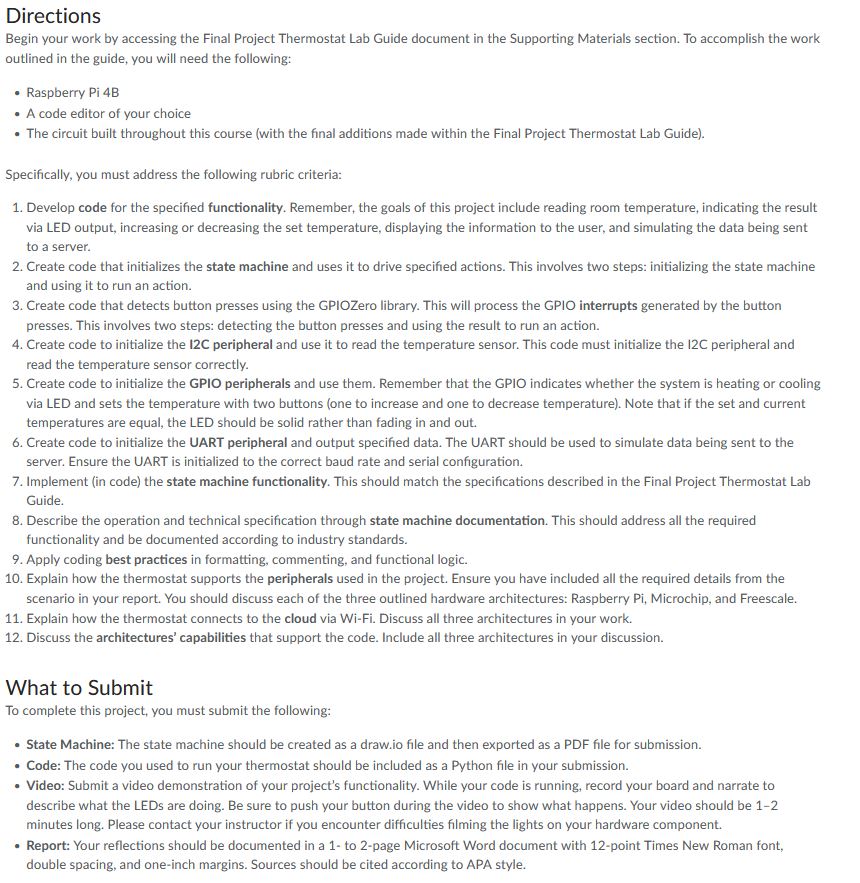 Directions
Begin your work by accessing the Final Project Thermostat Lab Guide document in the Supporting Materials section. To accomplish the work
outlined in the guide, you will need the following:
• Raspberry Pi 4B
• A code editor of your choice
• The circuit built throughout this course (with the final additions made within the Final Project Thermostat Lab Guide).
Specifically, you must address the following rubric criteria:
1. Develop code for the specified functionality. Remember, the goals of this project include reading room temperature, indicating the result
via LED output, increasing or decreasing the set temperature, displaying the information to the user, and simulating the data being sent
to a server.
2. Create code that initializes the state machine and uses it to drive specified actions. This involves two steps: initializing the state machine
and using it to run an action.
3. Create code that detects button presses using the GPIOZero library. This will process the GPIO interrupts generated by the button
presses. This involves two steps: detecting the button presses and using the result to run an action.
4. Create code to initialize the I2C peripheral and use it to read the temperature sensor. This code must initialize the I2C peripheral and
read the temperature sensor correctly.
5. Create code to initialize the GPIO peripherals and use them. Remember that the GPIO indicates whether the system is heating or cooling
via LED and sets the temperature with two buttons (one to increase and one to decrease temperature). Note that if the set and current
temperatures are equal, the LED should be solid rather than fading in and out.
6. Create code to initialize the UART peripheral and output specified data. The UART should be used to simulate data being sent to the
server. Ensure the UART is initialized to the correct baud rate and serial configuration.
7. Implement (in code) the state machine functionality. This should match the specifications described in the Final Project Thermostat Lab
Guide.
8. Describe the operation and technical specification through state machine documentation. This should address all the required
functionality and be documented according to industry standards.
9. Apply coding best practices in formatting, commenting, and functional logic.
10. Explain how the thermostat supports the peripherals used in the project. Ensure you have included all the required details from the
scenario in your report. You should discuss each of the three outlined hardware architectures: Raspberry Pi, Microchip, and Freescale.
11. Explain how the thermostat connects to the cloud via Wi-Fi. Discuss all three architectures in your work.
12. Discuss the architectures' capabilities that support the code. Include all three architectures in your discussion.
What to Submit
To complete this project, you must submit the following:
• State Machine: The state machine should be created as a draw.io file and then exported as a PDF file for submission.
• Code: The code you used to run your thermostat should be included as a Python file in your submission.
• Video: Submit a video demonstration of your project's functionality. While your code is running, record your board and narrate to
describe what the LEDs are doing. Be sure to push your button during the video to show what happens. Your video should be 1–2
minutes long. Please contact your instructor if you encounter difficulties filming the lights on your hardware component.
• Report: Your reflections should be documented in a 1- to 2-page Microsoft Word document with 12-point Times New Roman font,
double spacing, and one-inch margins. Sources should be cited according to APA style.